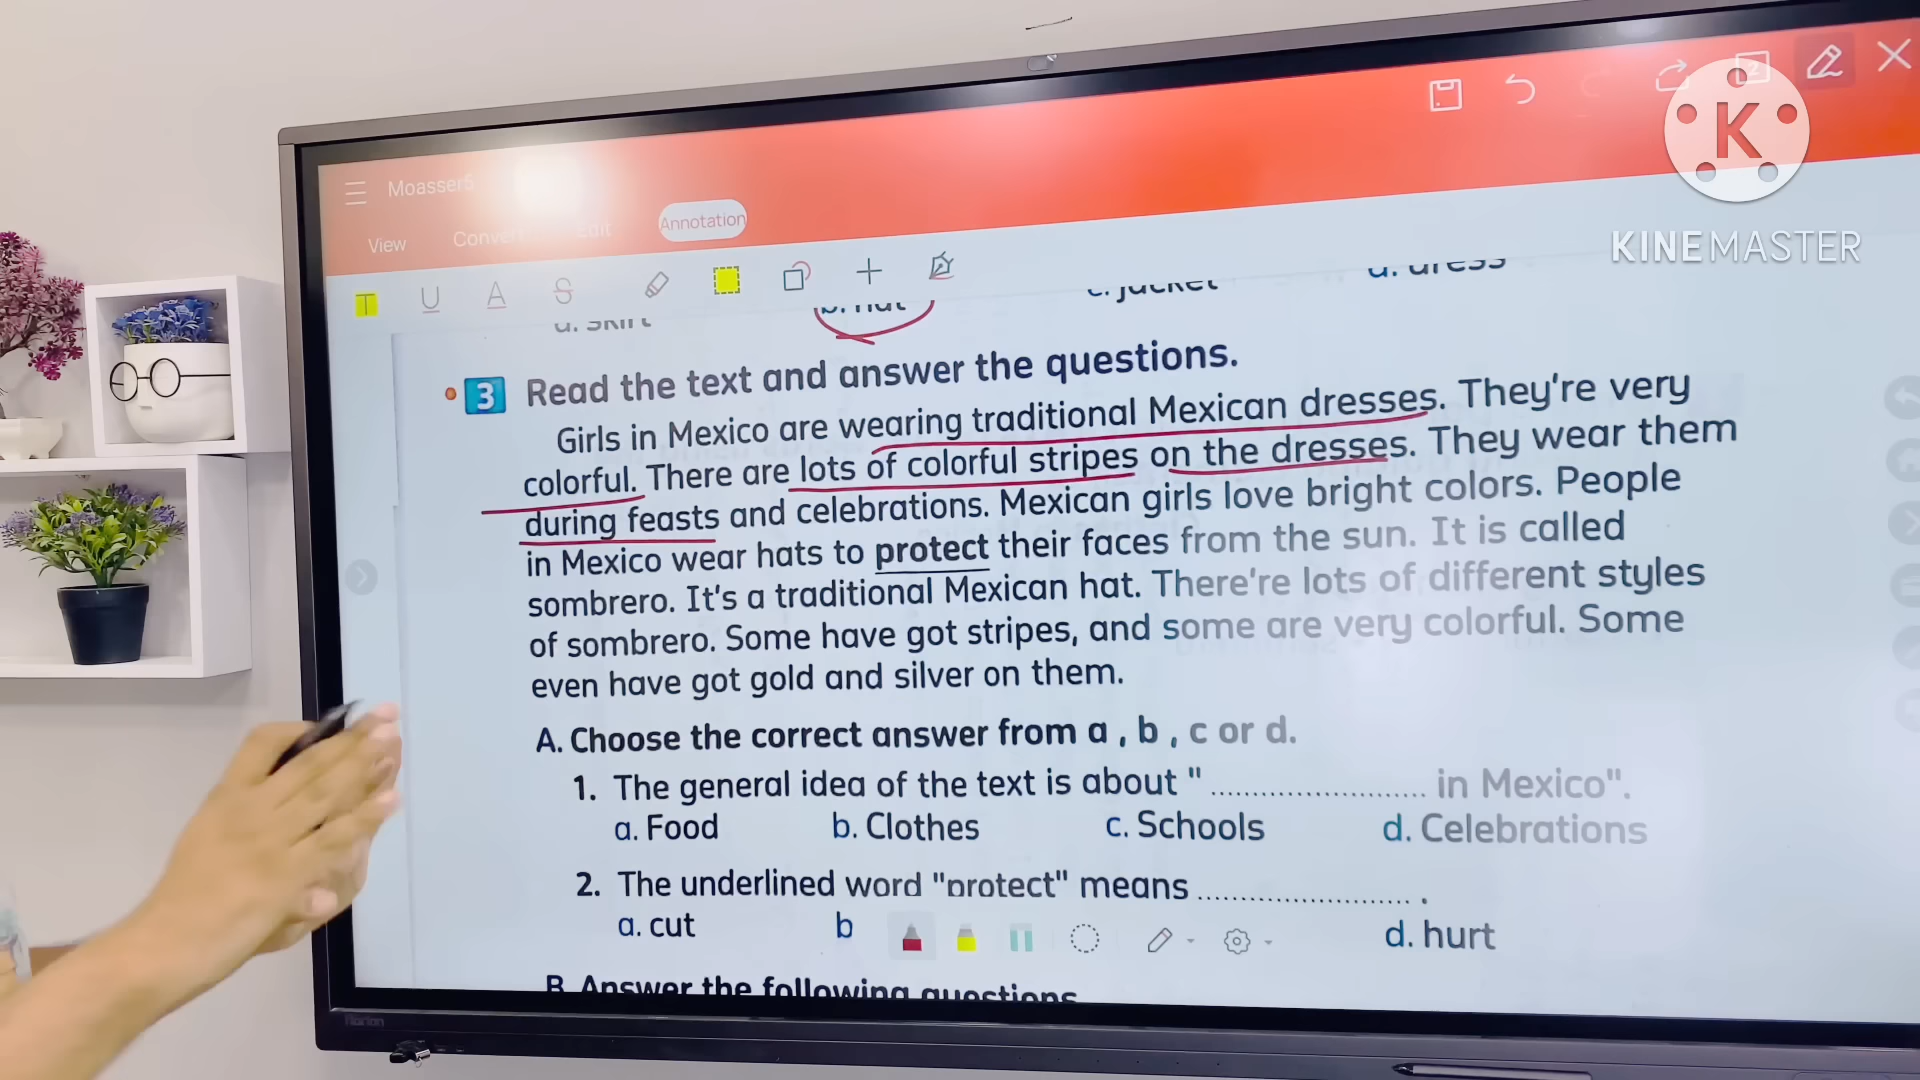 Moasser5
View Edit Annotation
KINEMASTER
a. skirt b. hat c. jacket d. dress
3 Read the text and answer the questions.
Girls in Mexico are wearing traditional Mexican dresses. They're very
colorful. There are lots of colorful stripes on the dresses. They wear them
during feasts and celebrations. Mexican girls love bright colors. People
in Mexico wear hats to protect their faces from the sun. It is called
sombrero. It's a traditional Mexican hat. There're lots of different styles
of sombrero. Some have got stripes, and some are very colorful. Some
even have got gold and silver on them.
A. Choose the correct answer from a , b , c or d.
1. The general idea of the text is about "........................ in Mexico".
a. Food b. Clothes c. Schools d. Celebrations
2. The underlined word "protect" means ........................ .
a. cut b d. hurt
B. Answer the following questions